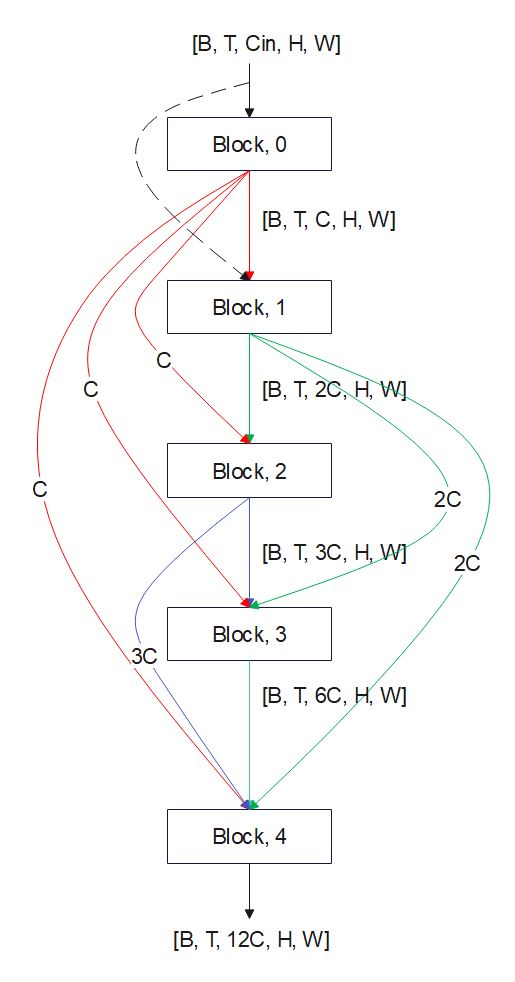 [B, T, Cin, H, W]
Block, 0
[B, T, C, H, W]
Block, 1
C
C
[B, T, 2C, H, W]
Block, 2
C
2C
[B, T, 3C, H, W]
2C
Block, 3
3C
[B, T, 6C, H, W]
Block, 4
[B, T, 12C, H, W]